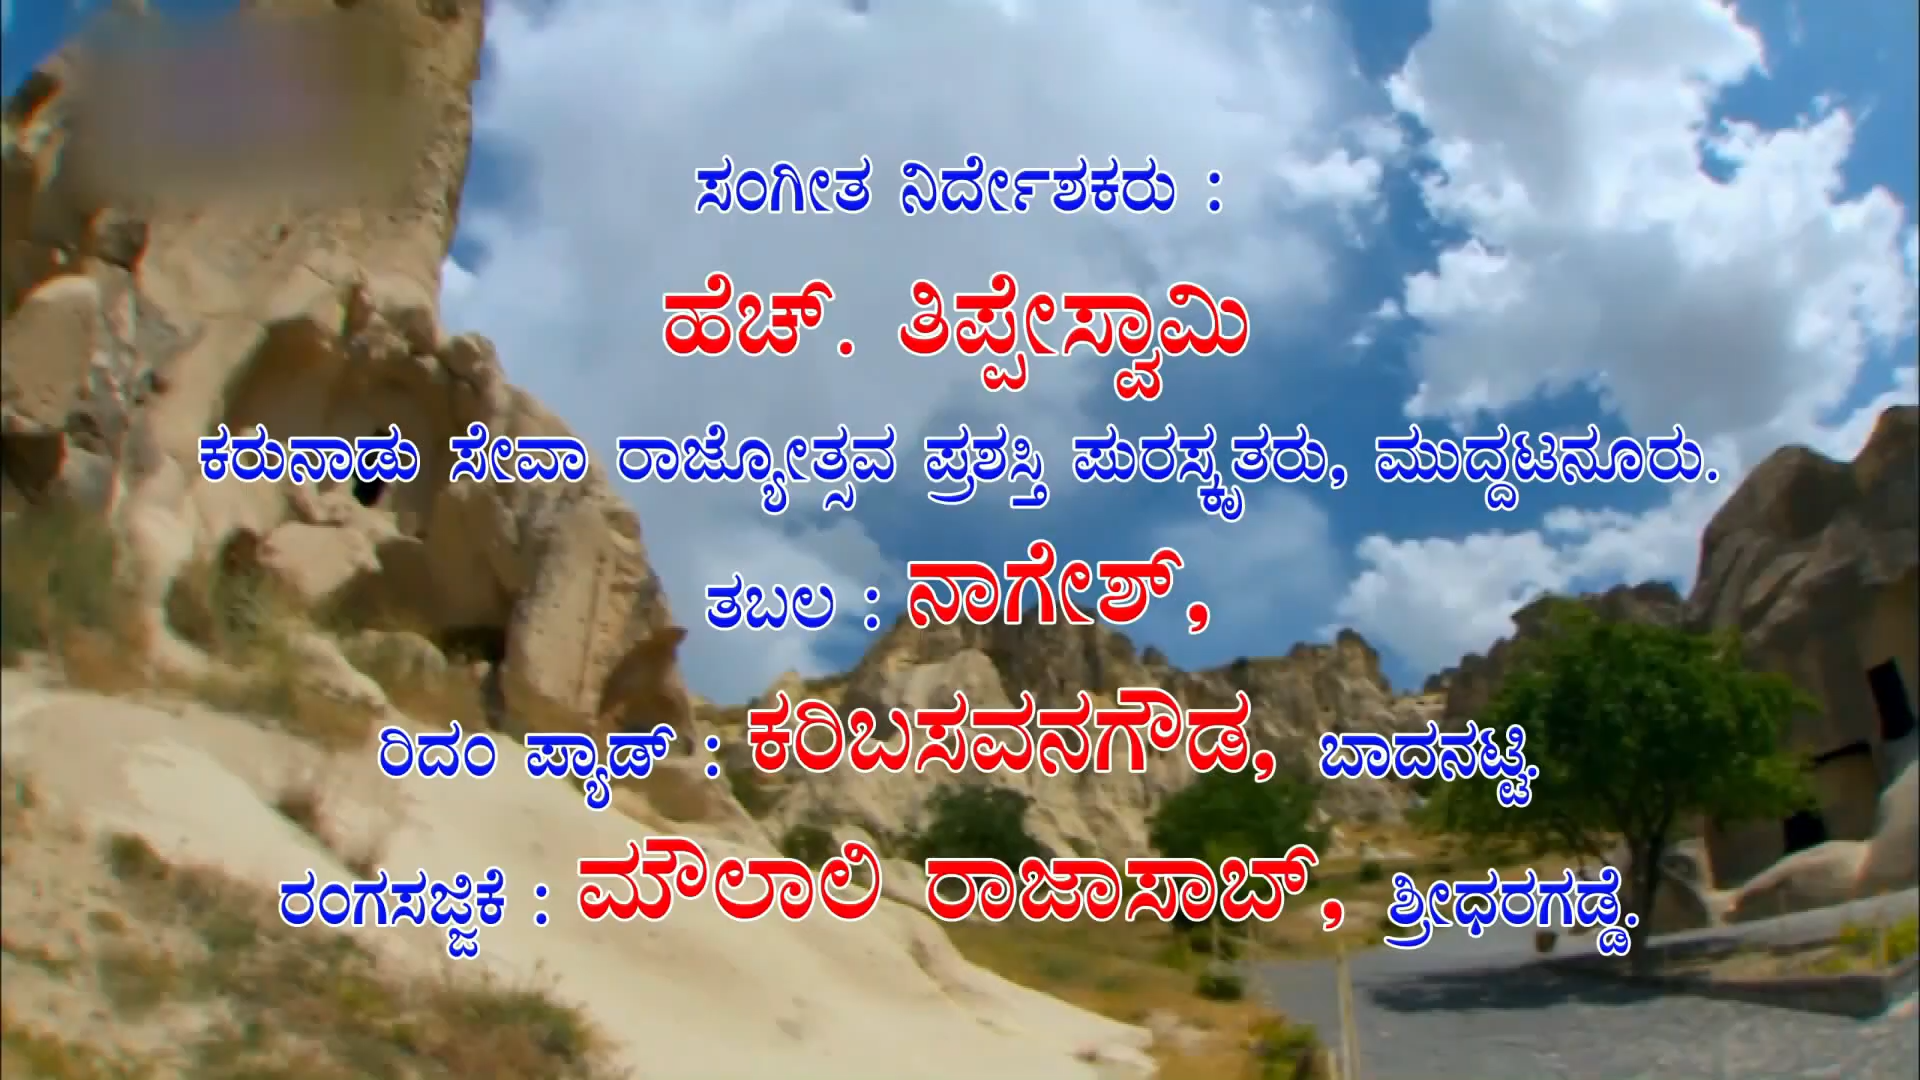 ಸಂಗೀತ ನಿರ್ದೇಶಕರು :
ಹೆಚ್. ತಿಪ್ಪೇಸ್ವಾಮಿ
ಕರುನಾಡು ಸೇವಾ ರಾಜ್ಯೋತ್ಸವ ಪ್ರಶಸ್ತಿ ಪುರಸ್ಕೃತರು, ಮುದ್ದಟನೂರು.
ತಬಲ : ನಾಗೇಶ್,
ರಿದಂ ಪ್ಯಾಡ್ : ಕರಿಬಸವನಗೌಡ, ಬಾದನಟ್ಟಿ.
ರಂಗಸಜ್ಜಿಕೆ : ಮೌಲಾಲಿ ರಾಜಾಸಾಬ್, ಶ್ರೀಧರಗಡ್ಡೆ.